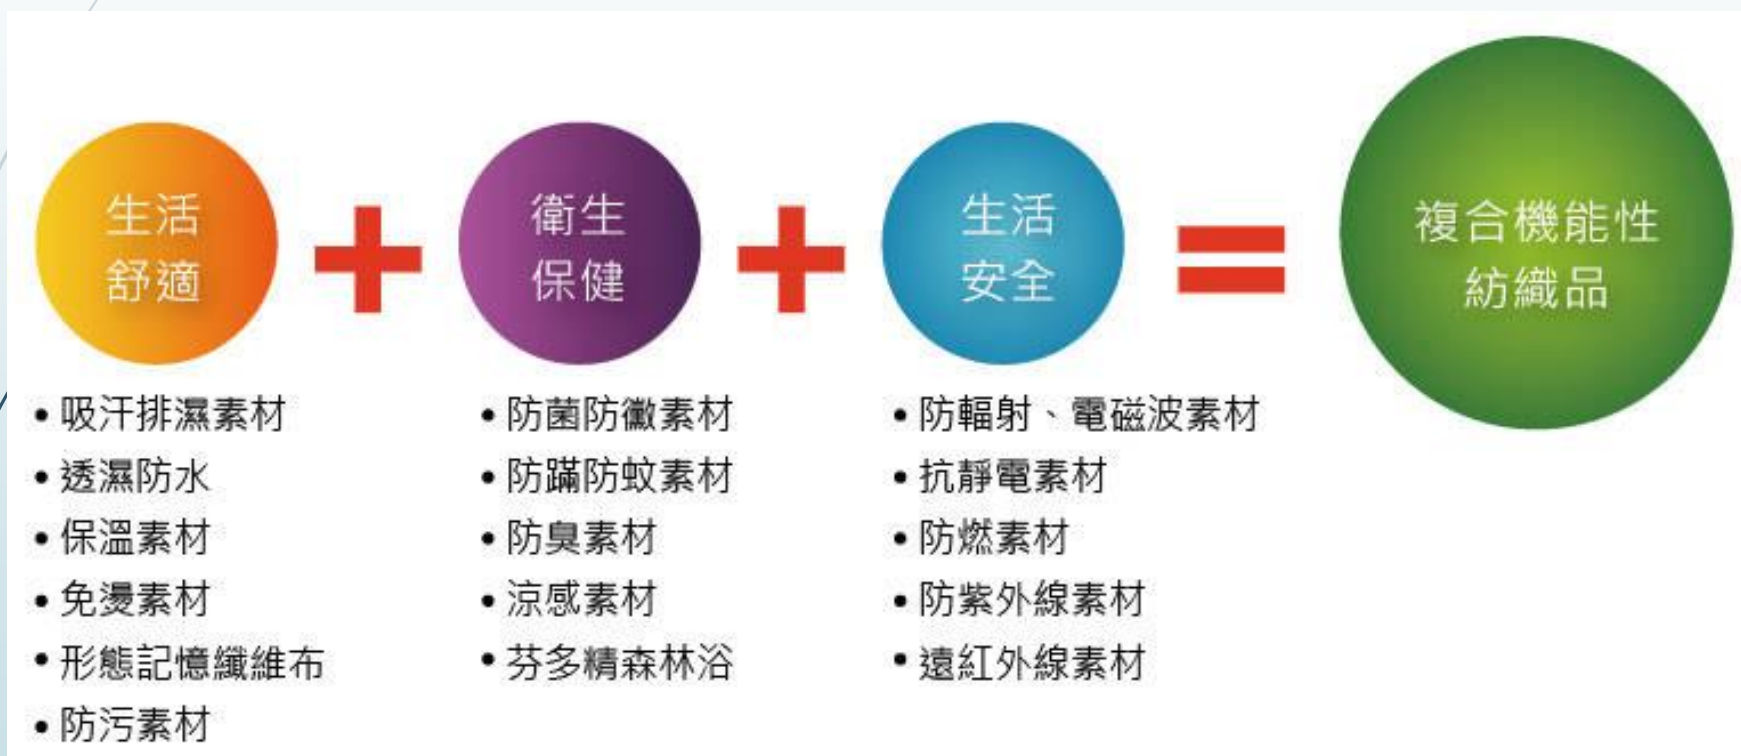 生活
舒適
+
衛生
保健
+
生活
安全
=
複合機能性
紡織品
• 吸汗排濕素材
• 透濕防水
• 保溫素材
• 免燙素材
• 形態記憶纖維布
• 防污素材
• 防菌防黴素材
• 防蹣防蚊素材
• 防臭素材
• 涼感素材
• 芬多精森林浴
• 防輻射、電磁波素材
• 抗靜電素材
• 防燃素材
• 防紫外線素材
• 遠紅外線素材